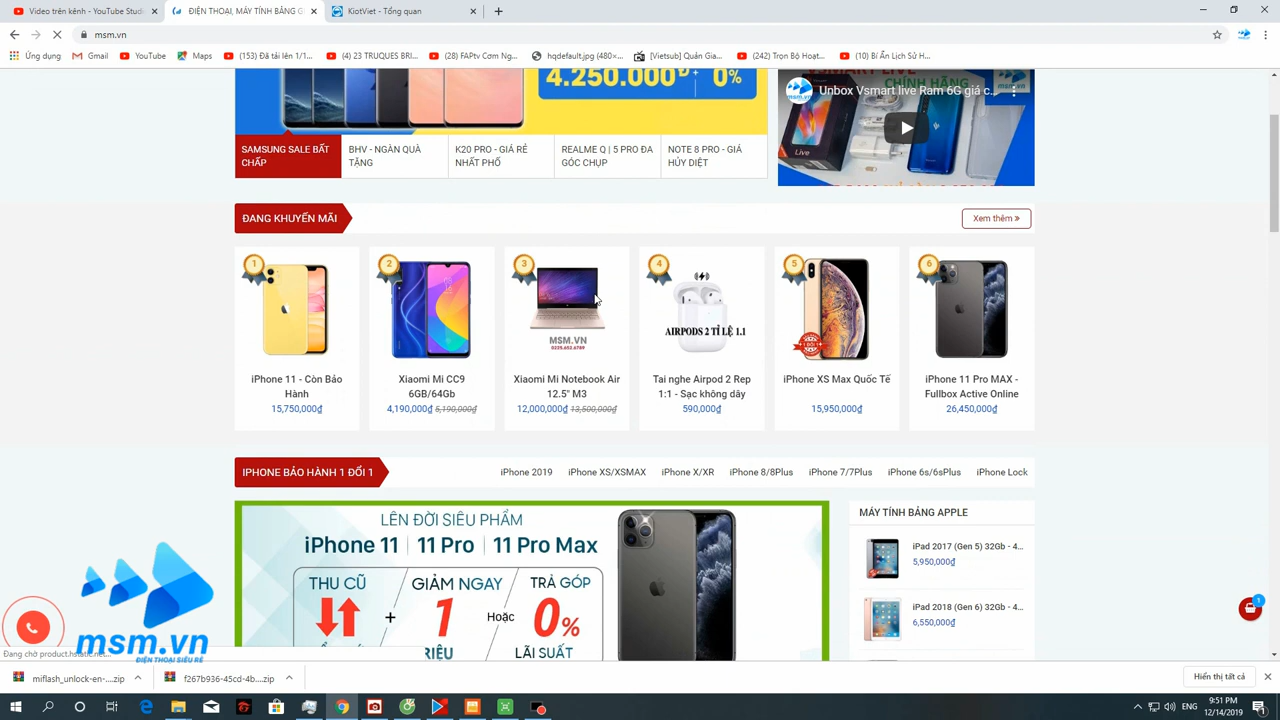 Video trên kênh - YouTube Studi
ĐIỆN THOẠI, MÁY TÍNH BẢNG G
KiotViet - Tổng quan
msm.vn
Ứng dụng
Gmail
YouTube
Maps
(153) Đã tải lên 1/1...
(4) 23 TRUQUES BRI...
(28) FAPtv Cơm Ng...
hqdefault.jpg (480×...
[Vietsub] Quán Gia...
(242) Trọn Bộ Hoạt...
(10) Bí Ẩn Lịch Sử H...
4.250.000đ 0%
CHÍNH HÃNG
Unbox Vsmart live Ram 6G giá c...
msm.vn
Live
SAMSUNG SALE BẤT CHẤP
BHV - NGÀN QUÀ TẶNG
K20 PRO - GIÁ RẺ NHẤT PHỐ
REALME Q | 5 PRO ĐA GÓC CHỤP
NOTE 8 PRO - GIÁ HỦY DIỆT
ĐANG KHUYẾN MÃI
Xem thêm »
1
2
3
4
5
6
MSM.VN
AIRPODS 2 TỈ LỆ 1.1
iPhone 11 - Còn Bảo Hành
15,750,000₫
Xiaomi Mi CC9 6GB/64Gb
4,190,000₫ 5,190,000₫
Xiaomi Mi Notebook Air 12.5" M3
12,000,000₫ 13,500,000₫
Tai nghe Airpod 2 Rep 1:1 - Sạc không dây
590,000₫
iPhone XS Max Quốc Tế
15,950,000₫
iPhone 11 Pro MAX - Fullbox Active Online
26,450,000₫
IPHONE BẢO HÀNH 1 ĐỔI 1
iPhone 2019
iPhone XS/XSMAX
iPhone X/XR
iPhone 8/8Plus
iPhone 7/7Plus
iPhone 6s/6sPlus
iPhone Lock
LÊN ĐỜI SIÊU PHẨM
iPhone 11 | 11 Pro | 11 Pro Max
THU CŨ
GIẢM NGAY
TRẢ GÓP
+ 1 Hoặc 0%
LÃI SUẤT
MÁY TÍNH BẢNG APPLE
iPad 2017 (Gen 5) 32Gb - 4...
5,950,000₫
iPad 2018 (Gen 6) 32Gb - 4...
6,550,000₫
1
msm.vn
ĐIỆN THOẠI SIÊU RẺ
Đang chờ product.hstatic.net...
miflash_unlock-en-....zip
f267b936-45cd-4b....zip
Hiển thị tất cả
ENG
9:51 PM
12/14/2019